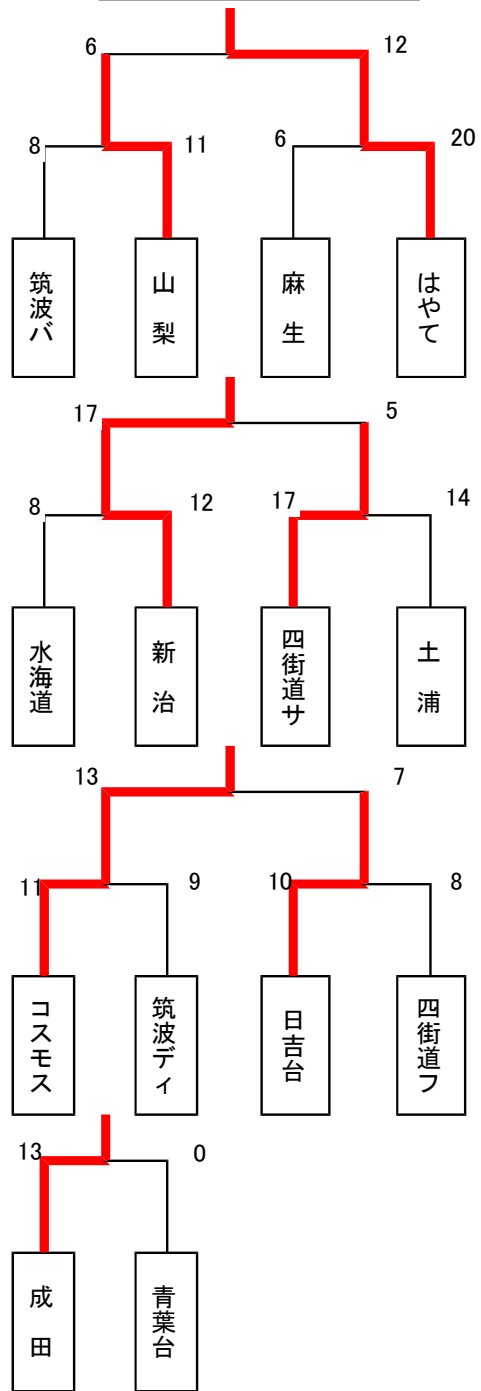 6 12
8 11 6 20
筑波バ 山梨 麻生 はやて
17 5
8 12 17 14
水海道 新治 四街道サ 土浦
13 7
11 9 10 8
コスモス 筑波ディ 日吉台 四街道フ
13 0
成田 青葉台